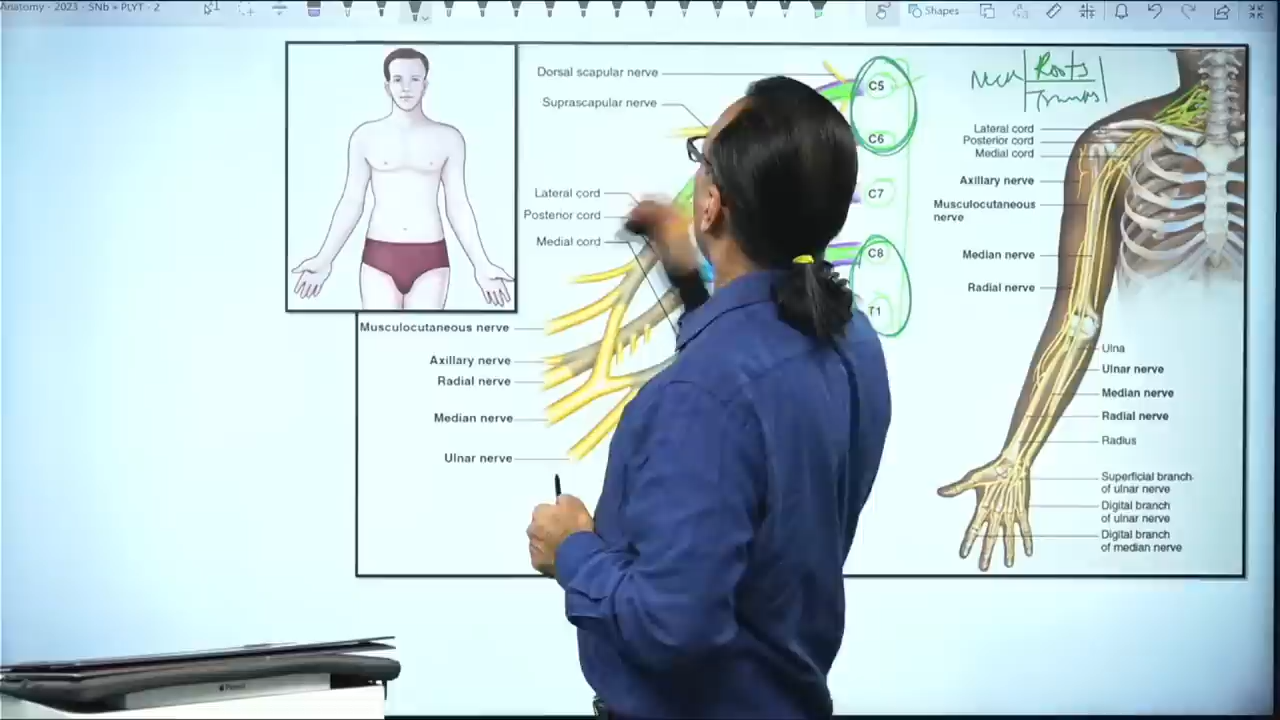 Anatomy - 2023 - SNb » PLYT - 2
Shapes
Dorsal scapular nerve
Suprascapular nerve
Lateral cord
Posterior cord
Medial cord
Musculocutaneous nerve
Axillary nerve
Radial nerve
Median nerve
Ulnar nerve
C5
C6
C7
C8
T1
Roots
Lateral cord
Posterior cord
Medial cord
Axillary nerve
Musculocutaneous
nerve
Median nerve
Radial nerve
Ulna
Ulnar nerve
Median nerve
Radial nerve
Radius
Superficial branch
of ulnar nerve
Digital branch
of ulnar nerve
Digital branch
of median nerve